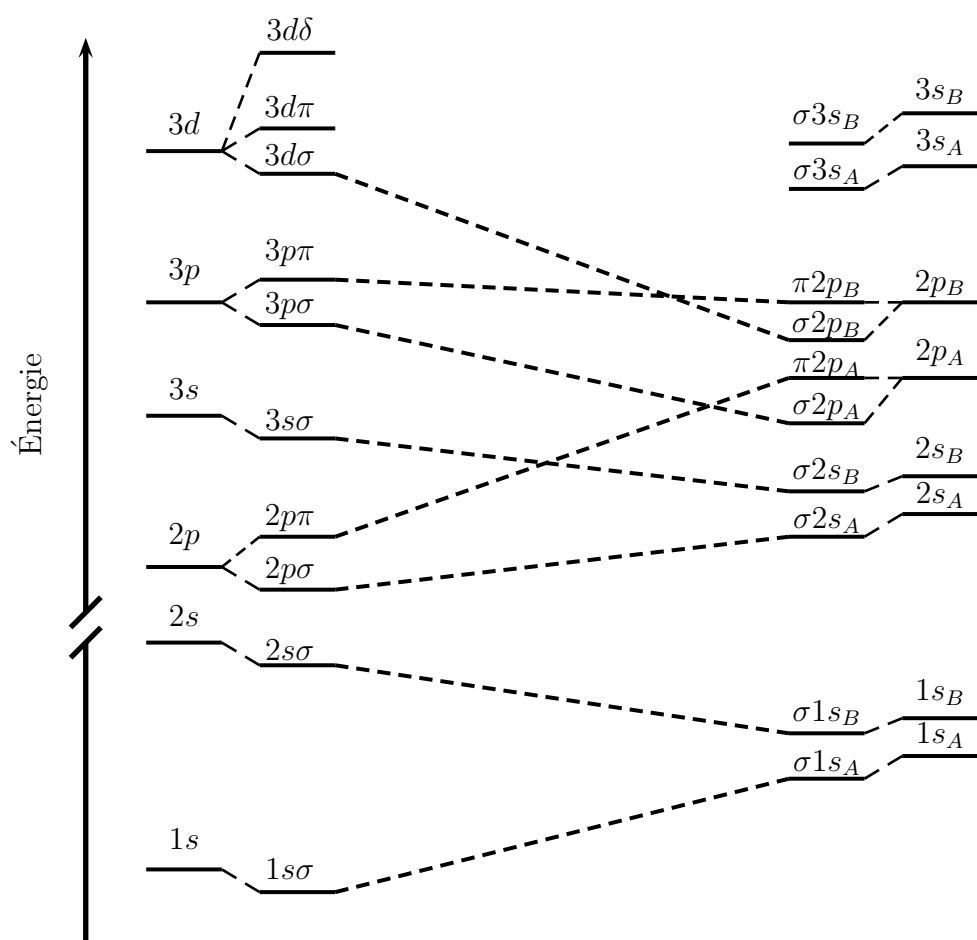 3dδ
3d
3dπ
3dσ
3p
3pπ
3pσ
3s
3sσ
2p
2pπ
2pσ
2s
2sσ
1s
1sσ
Énergie
σ3s_B
3s_B
σ3s_A
3s_A
π2p_B
2p_B
σ2p_B
π2p_A
2p_A
σ2p_A
σ2s_B
2s_B
σ2s_A
2s_A
σ1s_B
1s_B
σ1s_A
1s_A